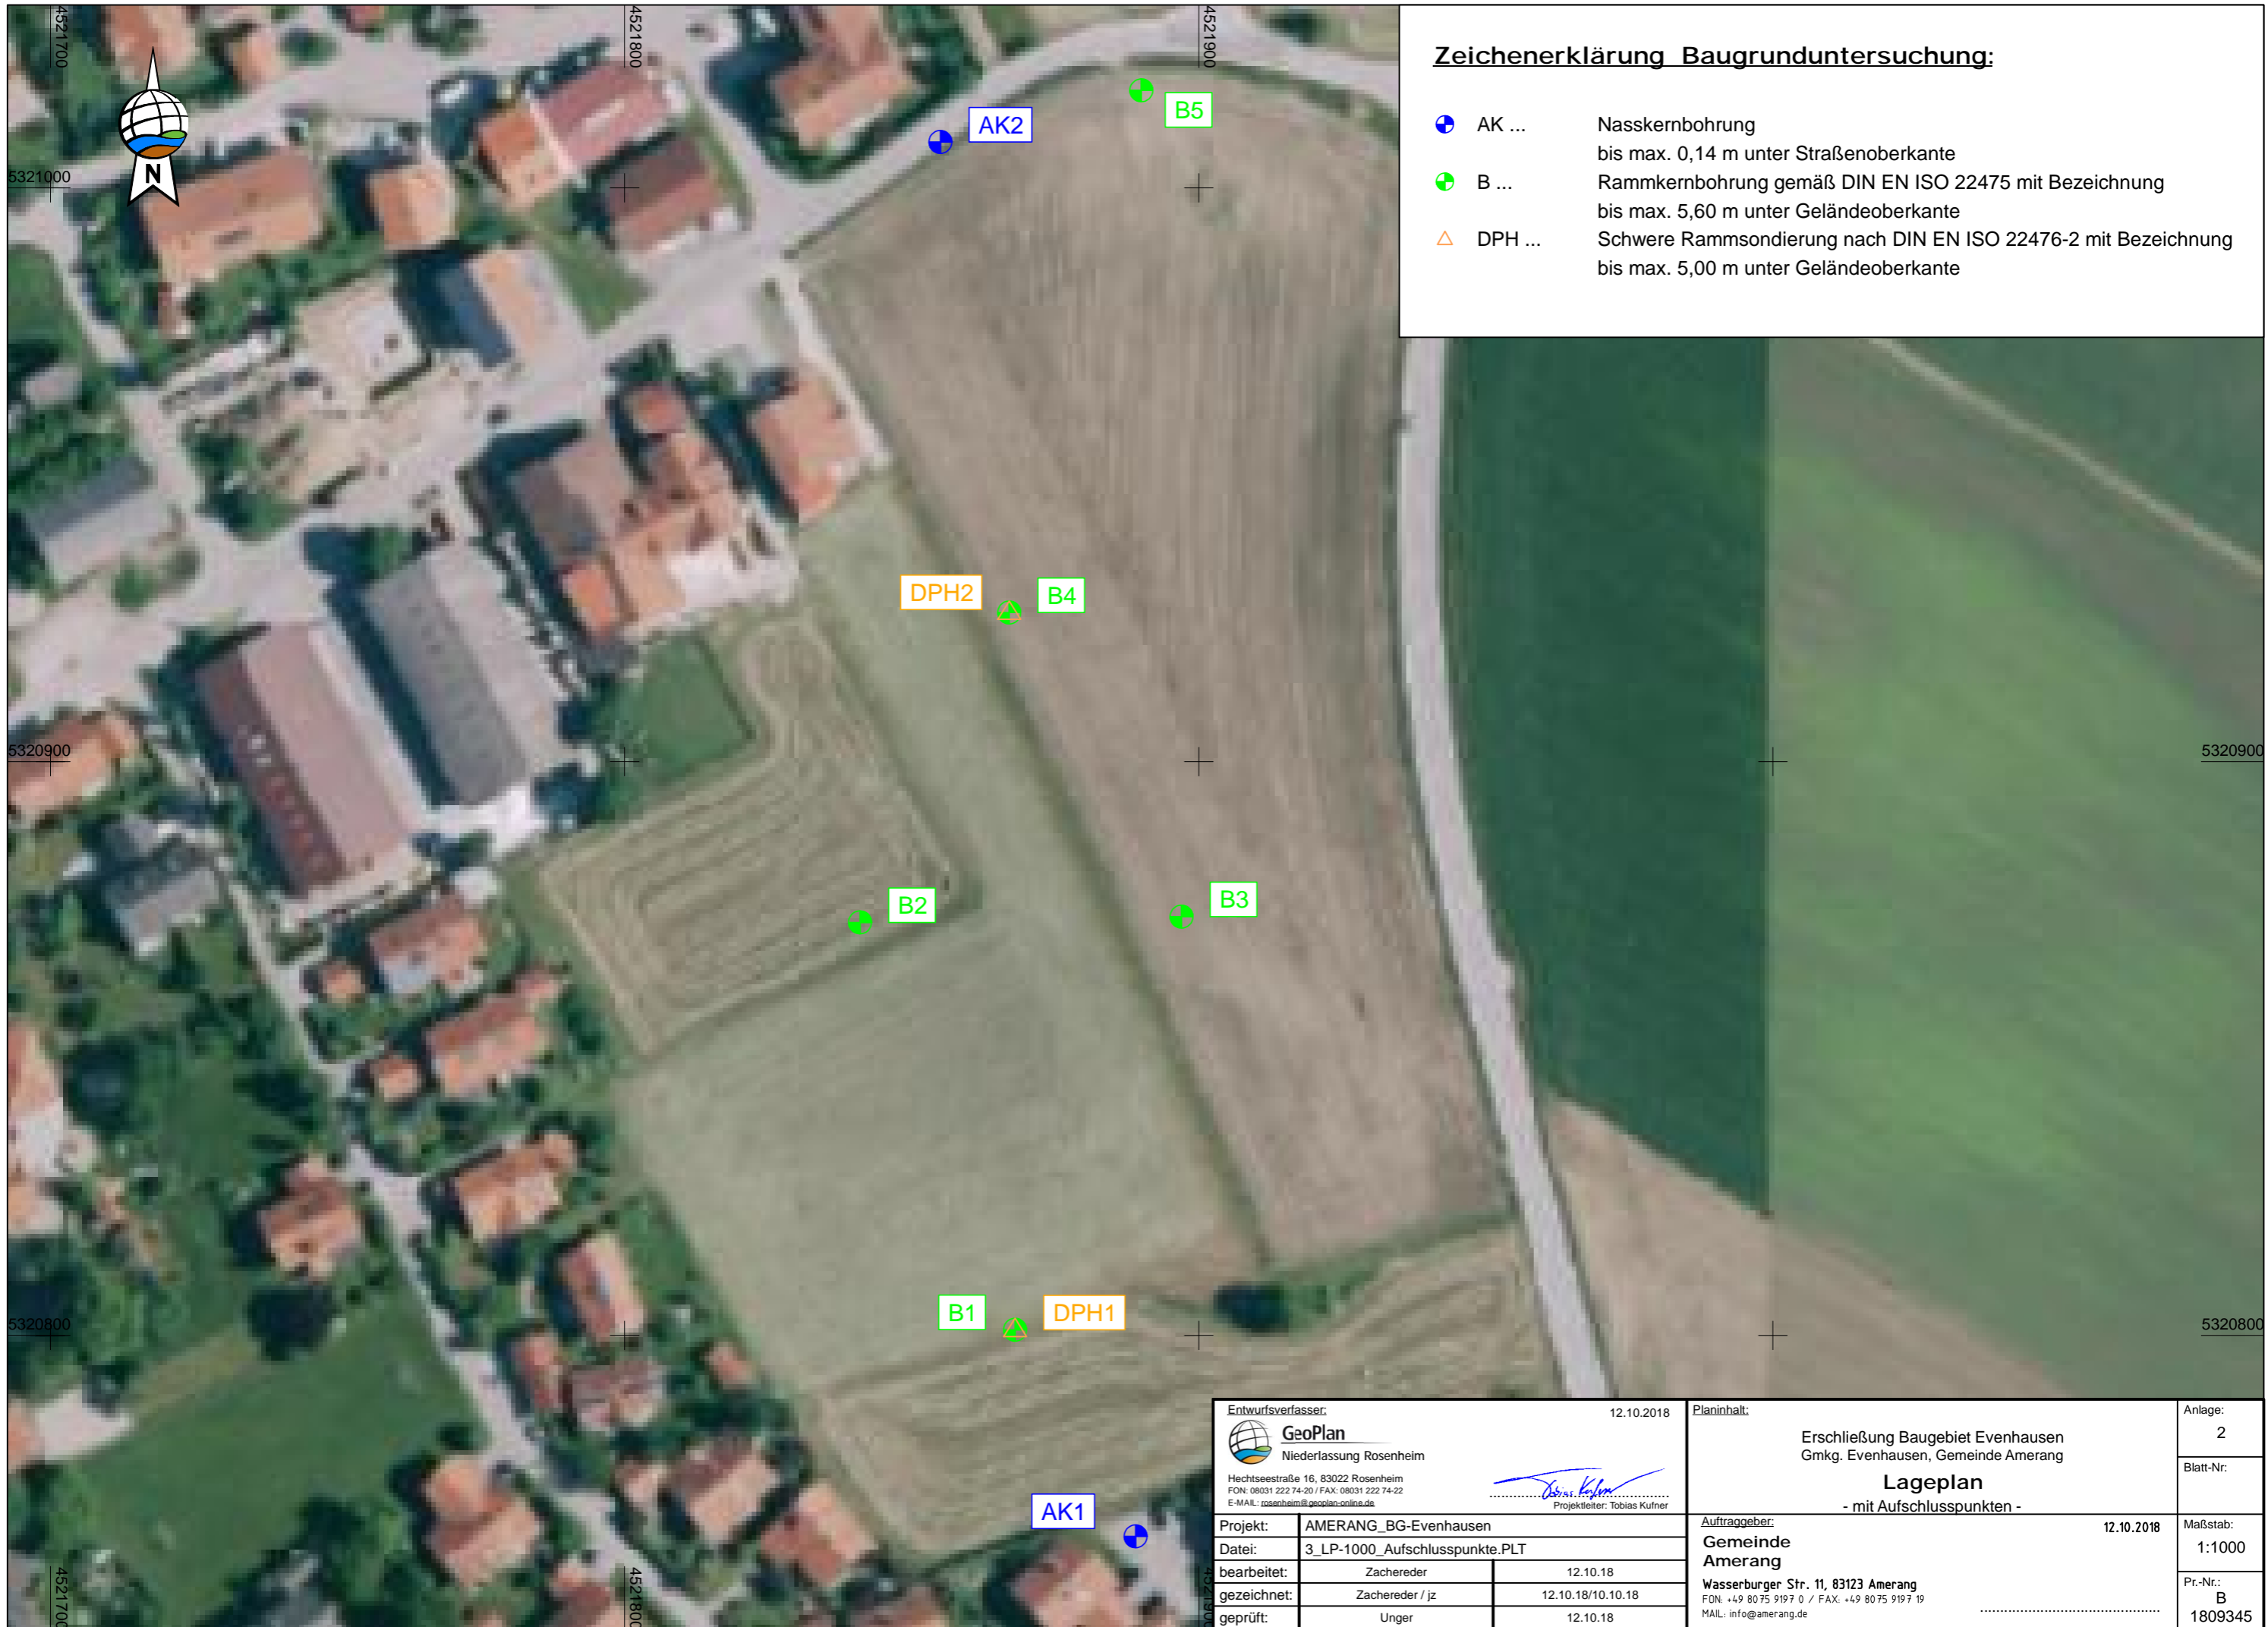 4521700
4521800
4521900
5321000
N
AK2
B5
Zeichenerklärung Baugrunduntersuchung:
AK ... Nasskernbohrung
bis max. 0,14 m unter Straßenoberkante
B ... Rammkernbohrung gemäß DIN EN ISO 22475 mit Bezeichnung
bis max. 5,60 m unter Geländeoberkante
DPH ... Schwere Rammsondierung nach DIN EN ISO 22476-2 mit Bezeichnung
bis max. 5,00 m unter Geländeoberkante
DPH2 B4
5320900 5320900
B2 B3
B1 DPH1
5320800 5320800
AK1
4521700
4521800
4521900
Entwurfsverfasser: 12.10.2018
GeoPlan
Niederlassung Rosenheim
Hechtseestraße 16, 83022 Rosenheim
FON: 08031 222 74-20 / FAX: 08031 222 74-22
E-MAIL: rosenheim@geoplan-online.de
Tobias Kufner
Projektleiter: Tobias Kufner
Projekt: AMERANG_BG-Evenhausen
Datei: 3_LP-1000_Aufschlusspunkte.PLT
bearbeitet: Zachereder 12.10.18
gezeichnet: Zachereder / jz 12.10.18/10.10.18
geprüft: Unger 12.10.18
Planinhalt:
Erschließung Baugebiet Evenhausen
Gmkg. Evenhausen, Gemeinde Amerang
Lageplan
- mit Aufschlusspunkten -
Auftraggeber: 12.10.2018
Gemeinde
Amerang
Wasserburger Str. 11, 83123 Amerang
FON: +49 8075 9197 0 / FAX: +49 8075 9197 19
MAIL: info@amerang.de
Anlage:
2
Blatt-Nr:
Maßstab:
1:1000
Pr.-Nr.:
B
1809345